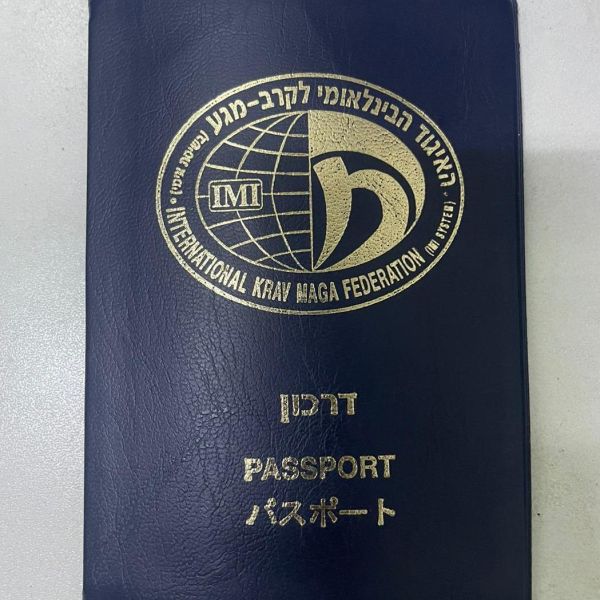 האיגוד הבינלאומי לקרב-מגע (בשיטת אימי)
IMI
INTERNATIONAL KRAV MAGA FEDERATION (IMI SYSTEM)
דרכון
PASSPORT
パスポート